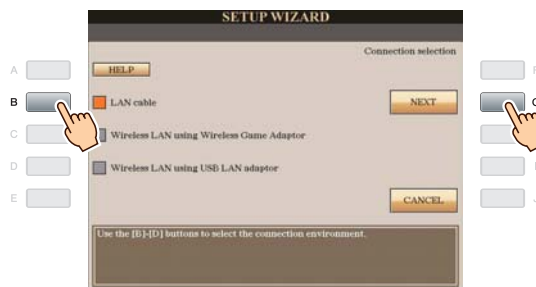 SETUP WIZARD
Connection selection
A
HELP
B
LAN cable
NEXT
C
Wireless LAN using Wireless Game Adaptor
D
Wireless LAN using USB LAN adaptor
E
CANCEL
Use the [B]-[D] buttons to select the connection environment.